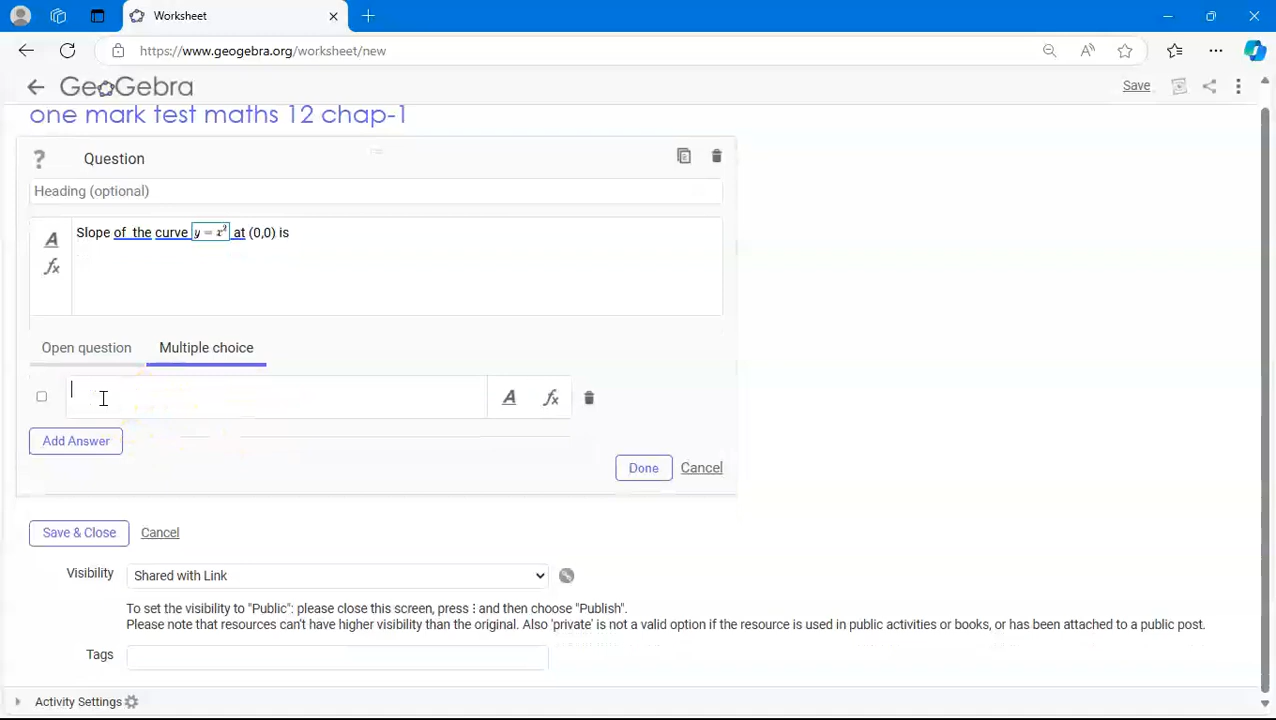 Worksheet
https://www.geogebra.org/worksheet/new
GeoGebra
Save
one mark test maths 12 chap-1
Question
Heading (optional)
Slope of the curve y = x² at (0,0) is
A
fx
Open question Multiple choice
A fx
Add Answer
Done Cancel
Save & Close Cancel
Visibility Shared with Link
To set the visibility to "Public": please close this screen, press ⋮ and then choose "Publish".
Please note that resources can't have higher visibility than the original. Also 'private' is not a valid option if the resource is used in public activities or books, or has been attached to a public post.
Tags
Activity Settings